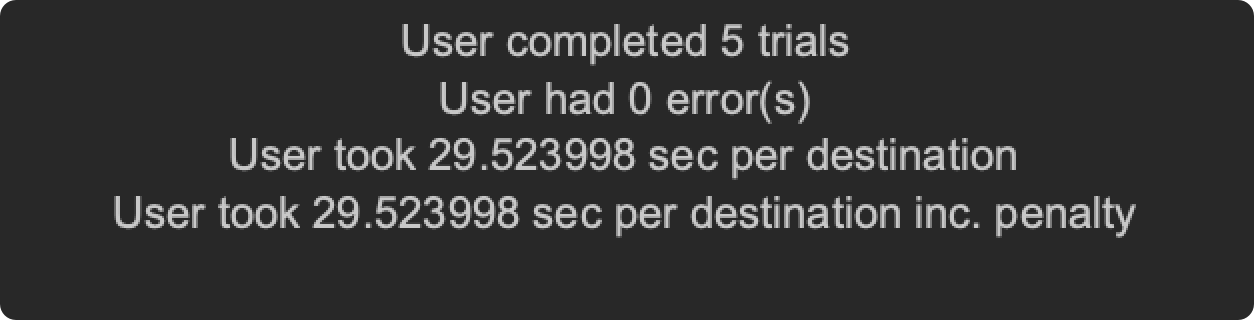 User completed 5 trials
User had 0 error(s)
User took 29.523998 sec per destination
User took 29.523998 sec per destination inc. penalty